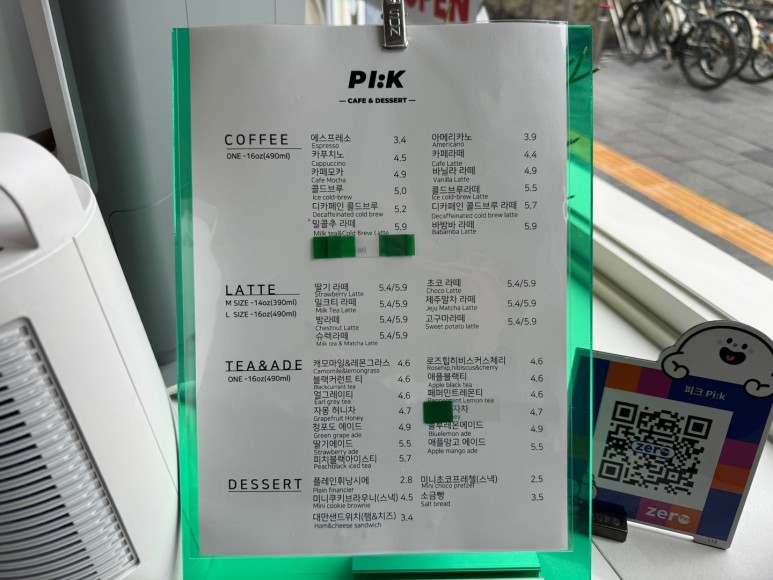 OPEN
PI:K
— CAFE & DESSERT —
COFFEE
ONE -16oz(490ml)
에스프레소 3.4
Espresso
카푸치노 4.5
Cappuccino
카페모카 4.9
Cafe Mocha
콜드브루 5.0
Ice cold-brew
디카페인 콜드브루 5.2
Decaffeinated cold brew
밀콜추 라떼 5.9
Milk tea&Cold Brew Latte
아메리카노 3.9
Americano
카페라떼 4.4
Cafe Latte
바닐라 라떼 4.9
Vanilla Latte
콜드브루라떼 5.5
Ice cold-brew Latte
디카페인 콜드브루 라떼 5.7
Decaffeinated cold brew latte
바밤바 라떼 5.9
Babamba Latte
LATTE
M SIZE -14oz(390ml)
L SIZE -16oz(490ml)
딸기 라떼 5.4/5.9
Strawberry Latte
밀크티 라떼 5.4/5.9
Milk Tea Latte
밤라떼 5.4/5.9
Chestnut Latte
슈렉라떼 5.4/5.9
Milk tea & Matcha Latte
초코 라떼 5.4/5.9
Choco Latte
제주말차 라떼 5.4/5.9
Jeju Matcha Latte
고구마라떼 5.4/5.9
Sweet potato latte
TEA&ADE
ONE -16oz(490ml)
캐모마일&레몬그라스 4.6
Camomile&lemongrass
블랙커런트 티 4.6
Blackcurrant tea
얼그레이티 4.6
Earl grey tea
자몽 허니차 4.7
Grapefruit Honey
청포도 에이드 4.9
Green grape ade
딸기에이드 5.5
Strawberry ade
피치블랙아이스티 5.7
Peachblack iced tea
로즈힙히비스커스체리 4.6
Rosehip,hibiscus&cherry
애플블랙티 4.6
Apple black tea
페퍼민트레몬티 4.6
Lemon tea
자차 4.7
블루레몬에이드 4.9
Bluelemon ade
애플망고 에이드 5.5
Apple mango ade
DESSERT
플레인휘낭시에 2.8
Plain financier
미니쿠키브라우니(스낵) 4.5
Mini cookie brownie
대만샌드위치(햄&치즈) 3.4
Ham&cheese sandwich
미니초코프레첼(스낵) 2.5
Mini choco pretzel
소금빵 3.5
Salt bread
피크 Pi:k
zero
zero